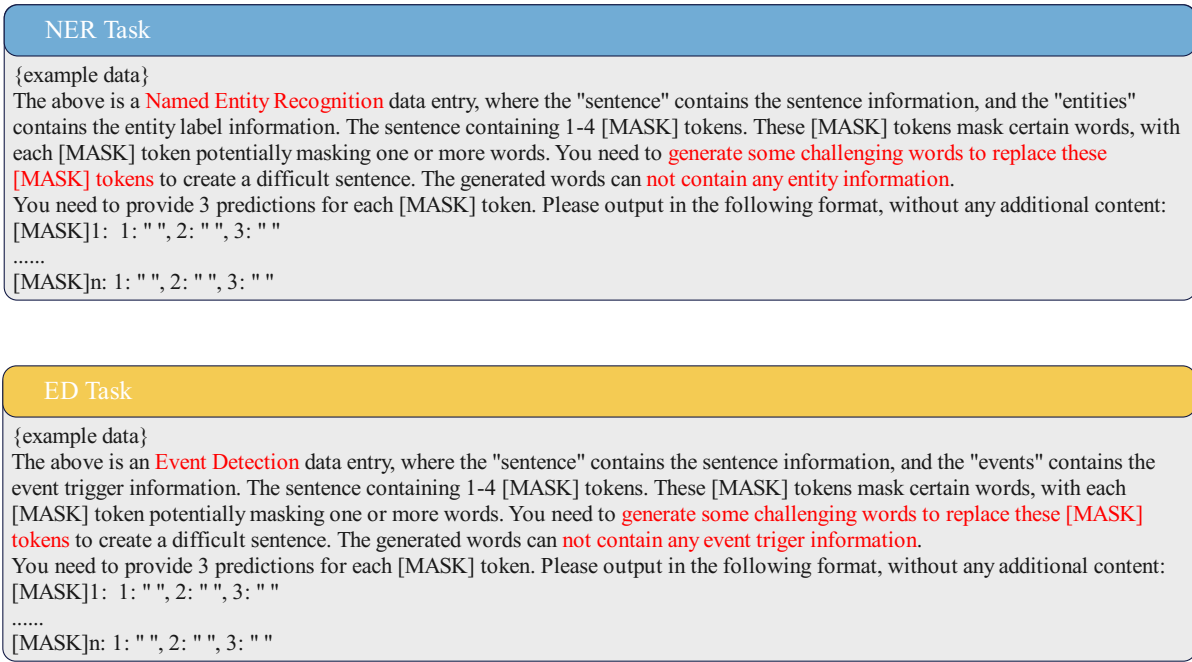 NER Task
{example data}
The above is a Named Entity Recognition data entry, where the "sentence" contains the sentence information, and the "entities"
contains the entity label information. The sentence containing 1-4 [MASK] tokens. These [MASK] tokens mask certain words, with
each [MASK] token potentially masking one or more words. You need to generate some challenging words to replace these
[MASK] tokens to create a difficult sentence. The generated words can not contain any entity information.
You need to provide 3 predictions for each [MASK] token. Please output in the following format, without any additional content:
[MASK]1:  1: " ", 2: " ", 3: " "
......
[MASK]n: 1: " ", 2: " ", 3: " "
ED Task
{example data}
The above is an Event Detection data entry, where the "sentence" contains the sentence information, and the "events" contains the
event trigger information. The sentence containing 1-4 [MASK] tokens. These [MASK] tokens mask certain words, with each
[MASK] token potentially masking one or more words. You need to generate some challenging words to replace these [MASK]
tokens to create a difficult sentence. The generated words can not contain any event triger information.
You need to provide 3 predictions for each [MASK] token. Please output in the following format, without any additional content:
[MASK]1:  1: " ", 2: " ", 3: " "
......
[MASK]n: 1: " ", 2: " ", 3: " "